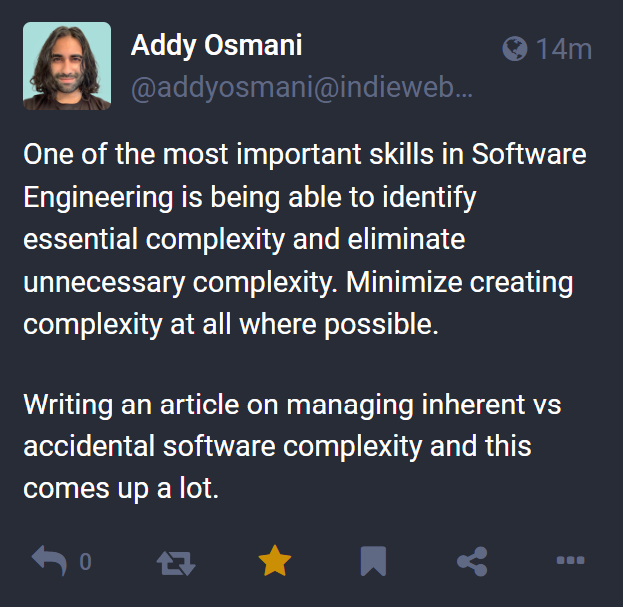 Addy Osmani
14m
@addyosmani@indieweb...
One of the most important skills in Software
Engineering is being able to identify
essential complexity and eliminate
unnecessary complexity. Minimize creating
complexity at all where possible.
Writing an article on managing inherent vs
accidental software complexity and this
comes up a lot.
0